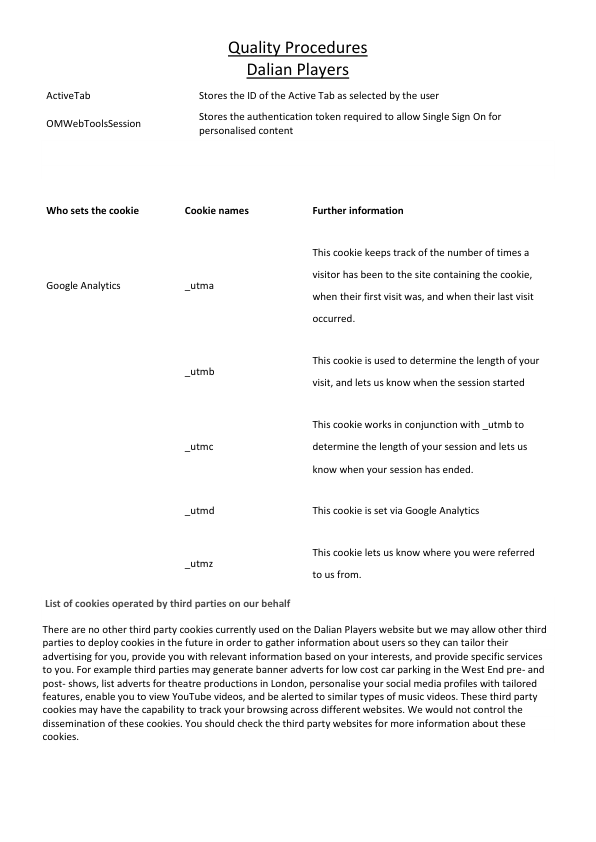 Quality Procedures
Dalian Players
ActiveTab
Stores the ID of the Active Tab as selected by the user
OMWebToolsSession
Stores the authentication token required to allow Single Sign On for
personalised content
Who sets the cookie
Cookie names
Further information
Google Analytics
_utma
This cookie keeps track of the number of times a
visitor has been to the site containing the cookie,
when their first visit was, and when their last visit
occurred.
_utmb
This cookie is used to determine the length of your
visit, and lets us know when the session started
_utmc
This cookie works in conjunction with _utmb to
determine the length of your session and lets us
know when your session has ended.
_utmd
This cookie is set via Google Analytics
_utmz
This cookie lets us know where you were referred
to us from.
List of cookies operated by third parties on our behalf
There are no other third party cookies currently used on the Dalian Players website but we may allow other third
parties to deploy cookies in the future in order to gather information about users so they can tailor their
advertising for you, provide you with relevant information based on your interests, and provide specific services
to you. For example third parties may generate banner adverts for low cost car parking in the West End pre- and
post- shows, list adverts for theatre productions in London, personalise your social media profiles with tailored
features, enable you to view YouTube videos, and be alerted to similar types of music videos. These third party
cookies may have the capability to track your browsing across different websites. We would not control the
dissemination of these cookies. You should check the third party websites for more information about these
cookies.